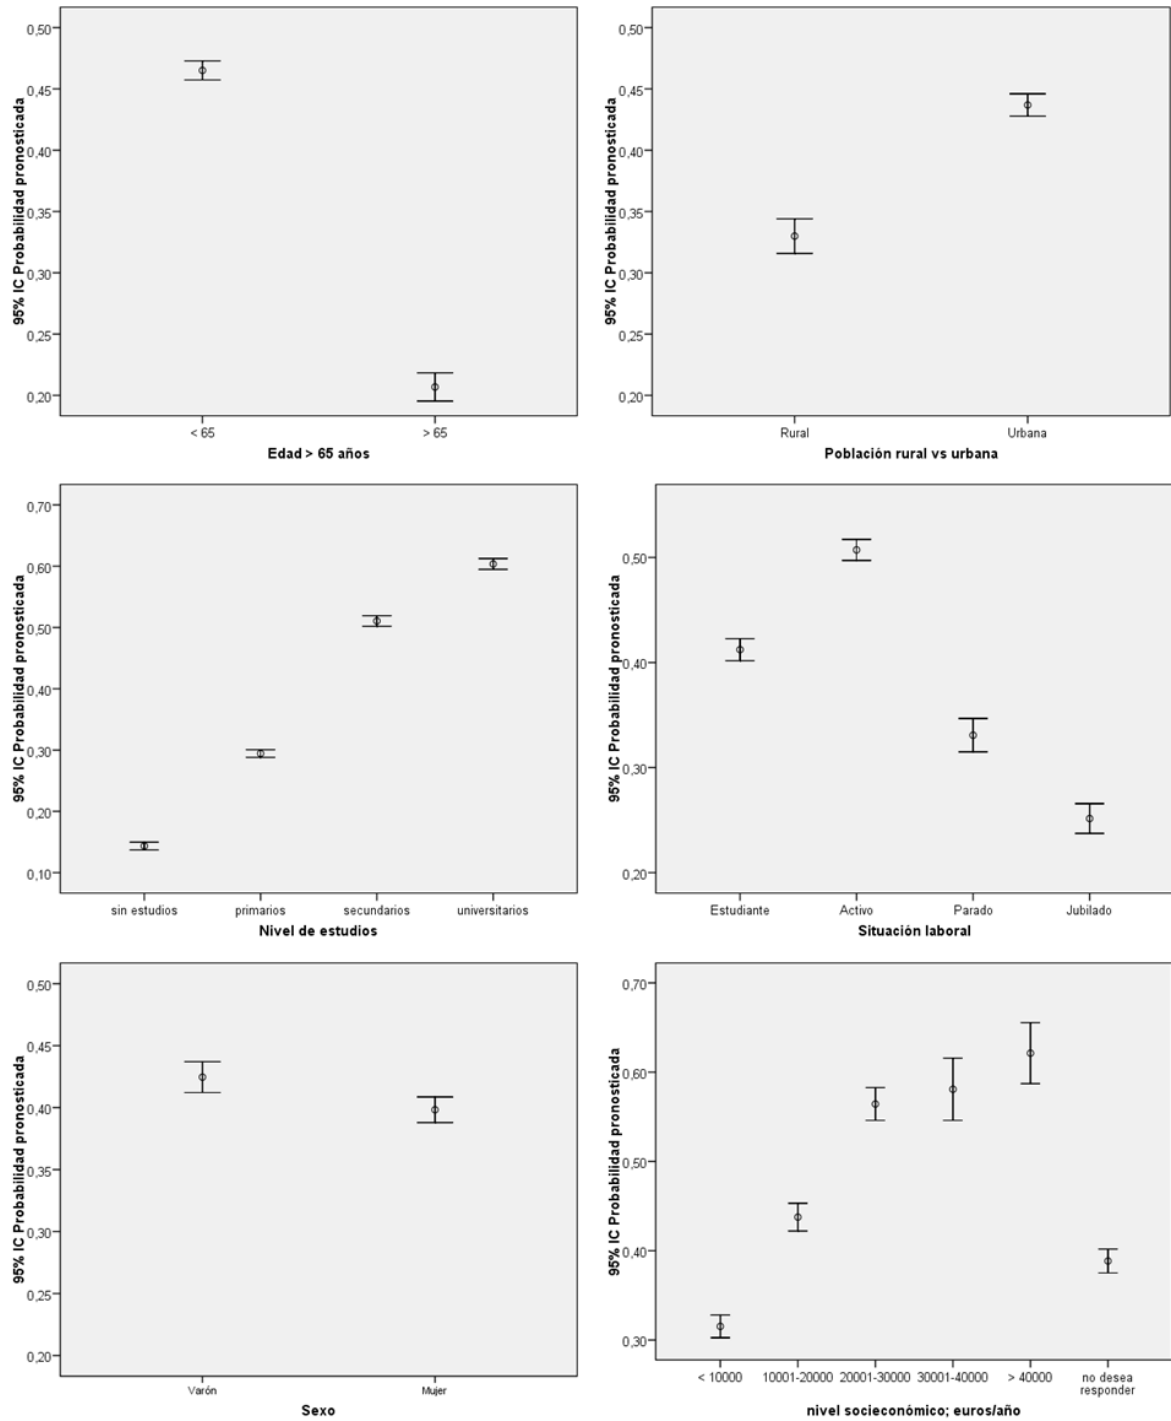 0,50
0,45
0,40
0,35
0,30
0,25
0,20
95% IC Probabilidad pronosticada
< 65
> 65
Edad > 65 años
0,50
0,45
0,40
0,35
0,30
0,25
0,20
95% IC Probabilidad pronosticada
Rural
Urbana
Población rural vs urbana
0,70
0,60
0,50
0,40
0,30
0,20
0,10
95% IC Probabilidad pronosticada
sin estudios
primarios
secundarios
universitarios
Nivel de estudios
0,50
0,40
0,30
0,20
95% IC Probabilidad pronosticada
Estudiante
Activo
Parado
Jubilado
Situación laboral
0,50
0,45
0,40
0,35
0,30
0,25
0,20
95% IC Probabilidad pronosticada
Varón
Mujer
Sexo
0,70
0,60
0,50
0,40
0,30
95% IC Probabilidad pronosticada
< 10000
10001-20000
20001-30000
30001-40000
> 40000
no desea
responder
nivel socieconómico; euros/año